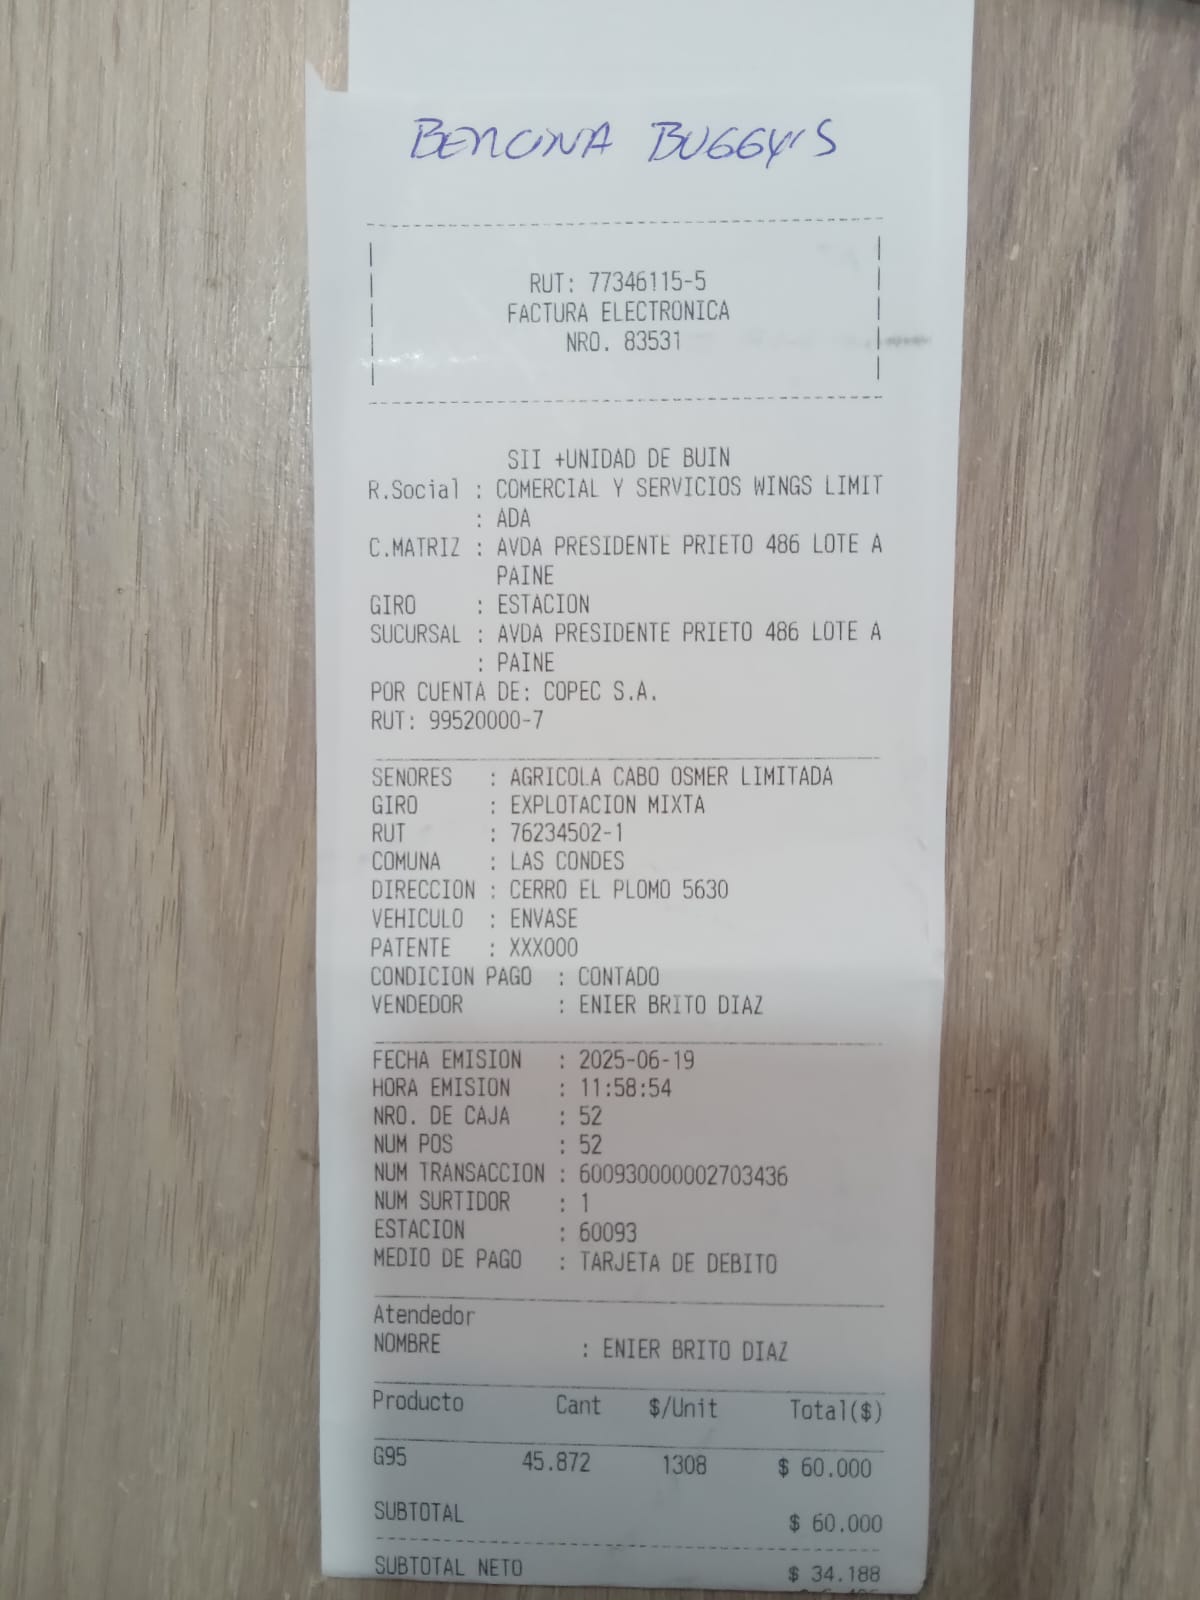 BENCINA BUGGY'S
RUT: 77346115-5
FACTURA ELECTRONICA
NRO. 83531
SII +UNIDAD DE BUIN
R.Social : COMERCIAL Y SERVICIOS WINGS LIMIT
: ADA
C.MATRIZ : AVDA PRESIDENTE PRIETO 486 LOTE A
PAINE
GIRO : ESTACION
SUCURSAL : AVDA PRESIDENTE PRIETO 486 LOTE A
: PAINE
POR CUENTA DE: COPEC S.A.
RUT: 99520000-7
SENORES : AGRICOLA CABO OSMER LIMITADA
GIRO : EXPLOTACION MIXTA
RUT : 76234502-1
COMUNA : LAS CONDES
DIRECCION : CERRO EL PLOMO 5630
VEHICULO : ENVASE
PATENTE : XXX000
CONDICION PAGO : CONTADO
VENDEDOR : ENIER BRITO DIAZ
FECHA EMISION : 2025-06-19
HORA EMISION : 11:58:54
NRO. DE CAJA : 52
NUM POS : 52
NUM TRANSACCION : 600930000002703436
NUM SURTIDOR : 1
ESTACION : 60093
MEDIO DE PAGO : TARJETA DE DEBITO
Atendedor
NOMBRE : ENIER BRITO DIAZ
Producto Cant $/Unit Total($)
G95 45.872 1308 $ 60.000
SUBTOTAL $ 60.000
SUBTOTAL NETO $ 34.188